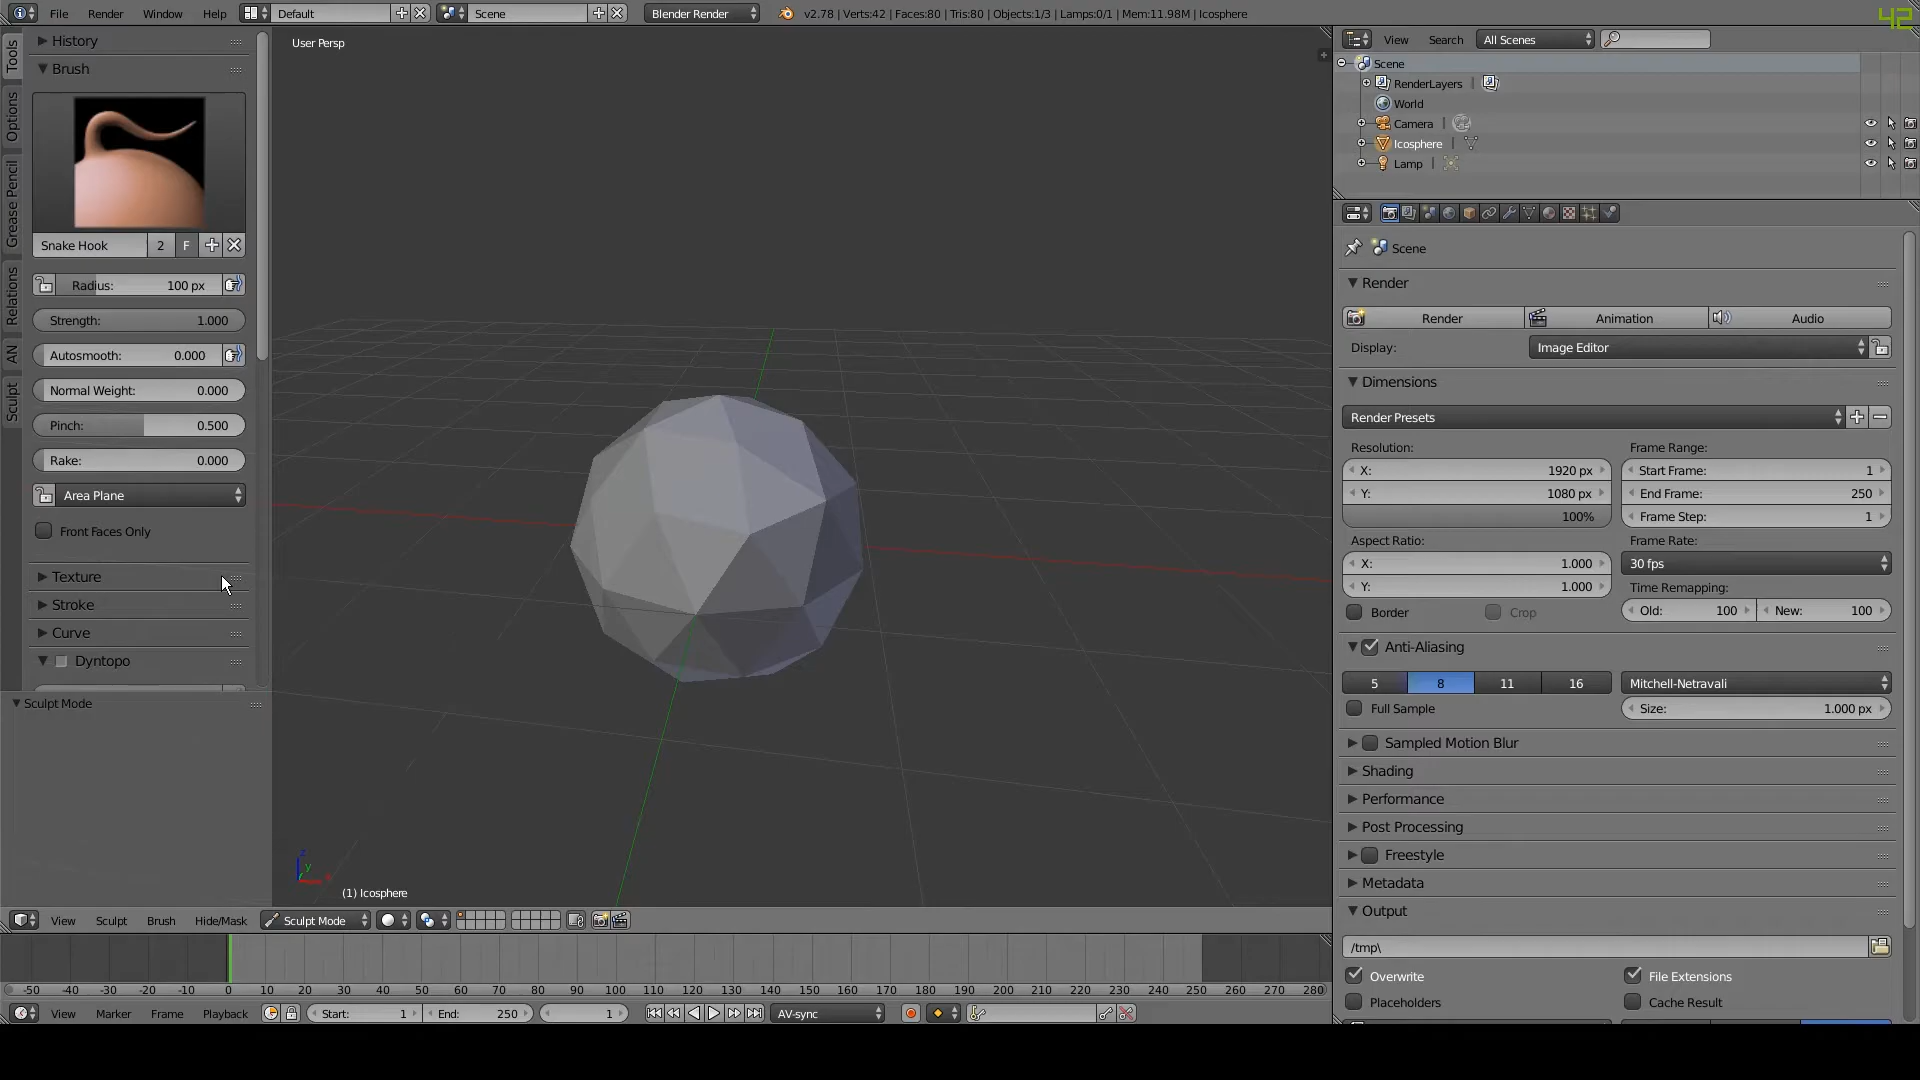 File Render Window Help Default Scene Blender Render v2.78 | Verts:42 | Faces:80 | Tris:80 | Objects:1/3 | Lamps:0/1 | Mem:11.98M | Icosphere
42
Tools
Options
Grease Pencil
Relations
AN
Sculpt
History
Brush
Snake Hook 2 F
Radius: 100 px
Strength: 1.000
Autosmooth: 0.000
Normal Weight: 0.000
Pinch: 0.500
Rake: 0.000
Area Plane
Front Faces Only
Texture
Stroke
Curve
Dyntopo
Sculpt Mode
User Persp
z
y
x
(1) Icosphere
View Sculpt Brush Hide/Mask Sculpt Mode
-50 -40 -30 -20 -10 0 10 20 30 40 50 60 70 80 90 100 110 120 130 140 150 160 170 180 190 200 210 220 230 240 250 260 270 280
View Marker Frame Playback Start: 1 End: 250 1 AV-sync
View Search All Scenes
Scene
RenderLayers
World
Camera
Icosphere
Lamp
Scene
Render
Render Animation Audio
Display: Image Editor
Dimensions
Render Presets
Resolution: Frame Range:
X: 1920 px Start Frame: 1
Y: 1080 px End Frame: 250
100% Frame Step: 1
Aspect Ratio: Frame Rate:
X: 1.000 30 fps
Y: 1.000 Time Remapping:
Border Crop Old: 100 New: 100
Anti-Aliasing
5 8 11 16 Mitchell-Netravali
Full Sample Size: 1.000 px
Sampled Motion Blur
Shading
Performance
Post Processing
Freestyle
Metadata
Output
/tmp\
Overwrite File Extensions
Placeholders Cache Result